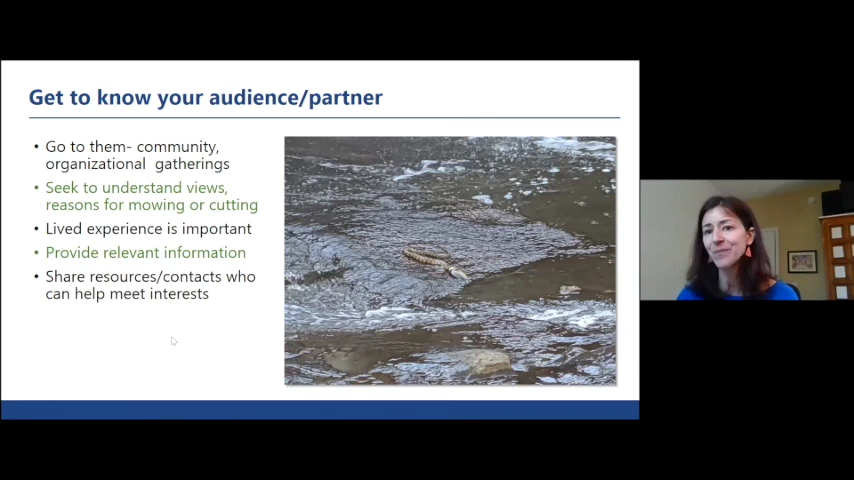 Get to know your audience/partner
• Go to them- community,
organizational gatherings
• Seek to understand views,
reasons for mowing or cutting
• Lived experience is important
• Provide relevant information
• Share resources/contacts who
can help meet interests